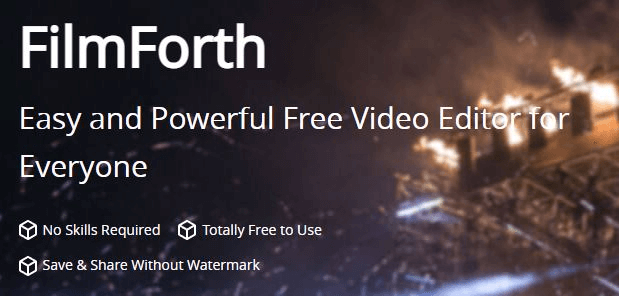 FilmForth
Easy and Powerful Free Video Editor for
Everyone
No Skills Required
Totally Free to Use
Save & Share Without Watermark